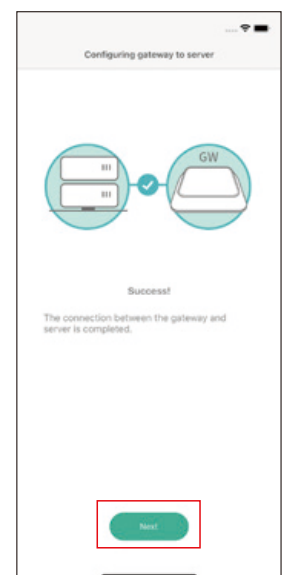 Configuring gateway to server
GW
Success!
The connection between the gateway and
server is completed.
Next